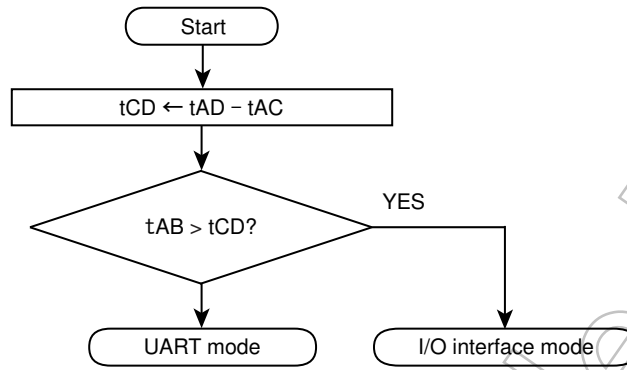 Start
tCD ← tAD − tAC
tAB > tCD?
YES
UART mode
I/O interface mode